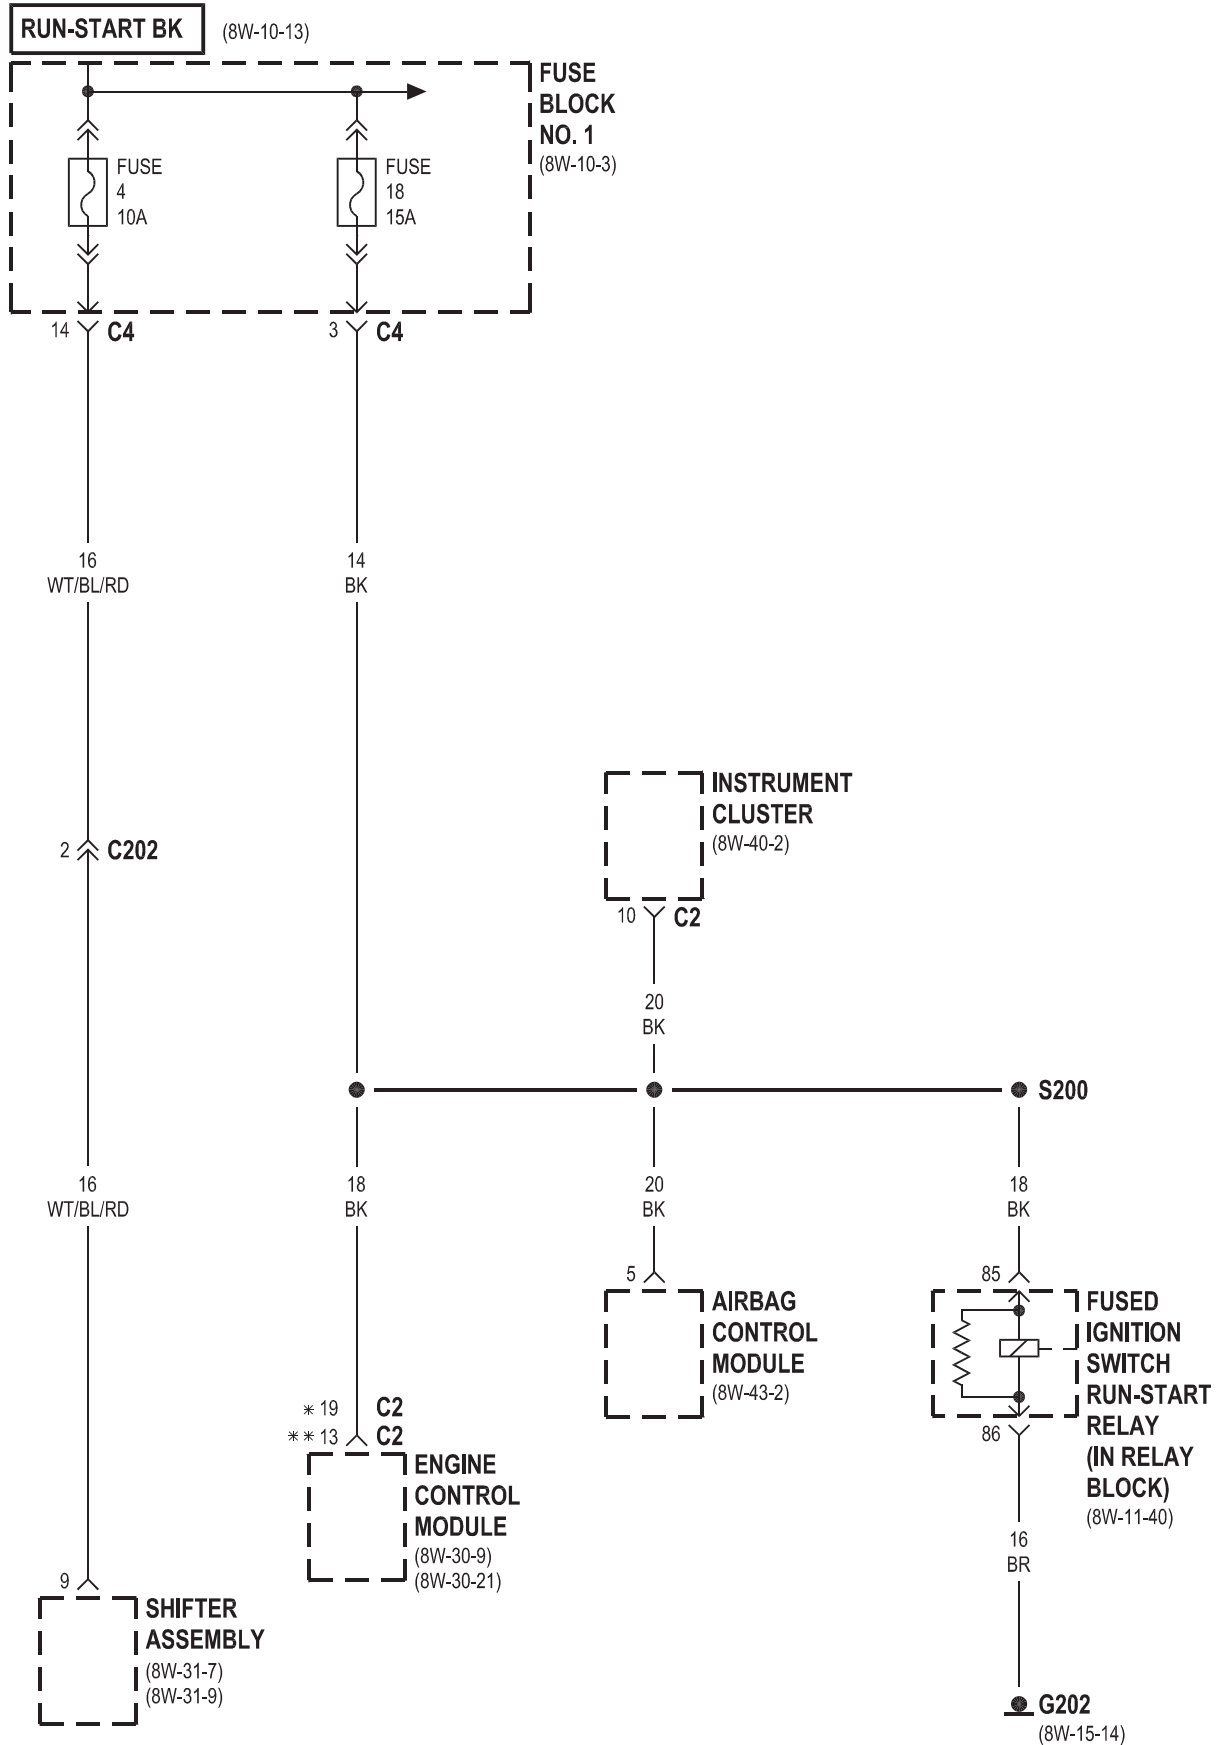 RUN-START BK (8W-10-13)
FUSE
BLOCK
NO. 1
(8W-10-3)
FUSE
4
10A
FUSE
18
15A
14 C4
3 C4
16
WT/BL/RD
14
BK
INSTRUMENT
CLUSTER
(8W-40-2)
2 C202
10 C2
20
BK
S200
16
WT/BL/RD
18
BK
20
BK
18
BK
5
AIRBAG
CONTROL
MODULE
(8W-43-2)
85
FUSED
IGNITION
SWITCH
RUN-START
RELAY
(IN RELAY
BLOCK)
(8W-11-40)
86
* 19 C2
** 13 C2
ENGINE
CONTROL
MODULE
(8W-30-9)
(8W-30-21)
16
BR
9
SHIFTER
ASSEMBLY
(8W-31-7)
(8W-31-9)
G202
(8W-15-14)